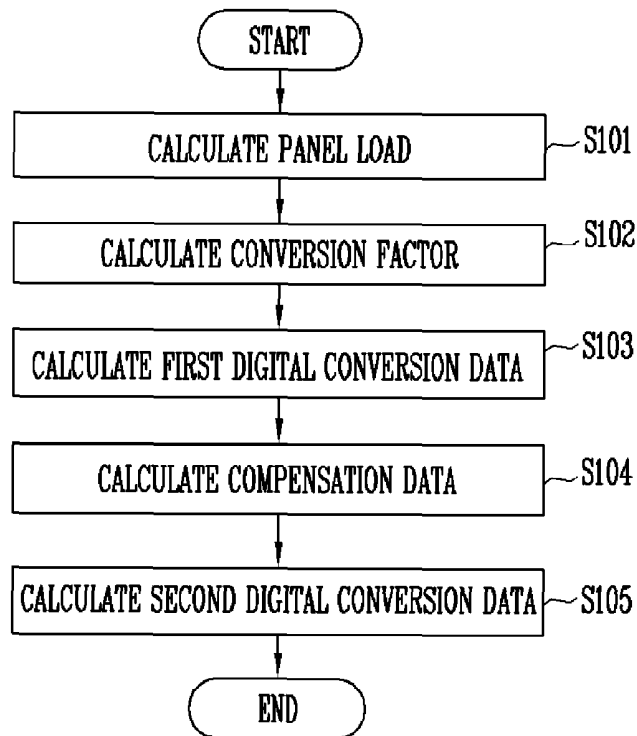 START
CALCULATE PANEL LOAD
S101
CALCULATE CONVERSION FACTOR
S102
CALCULATE FIRST DIGITAL CONVERSION DATA
S103
CALCULATE COMPENSATION DATA
S104
CALCULATE SECOND DIGITAL CONVERSION DATA
S105
END